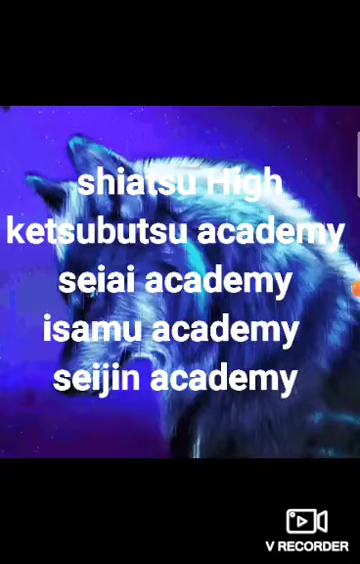 shiatsu High
ketsubutsu academy
seiai academy
isamu academy
seijin academy
V RECORDER